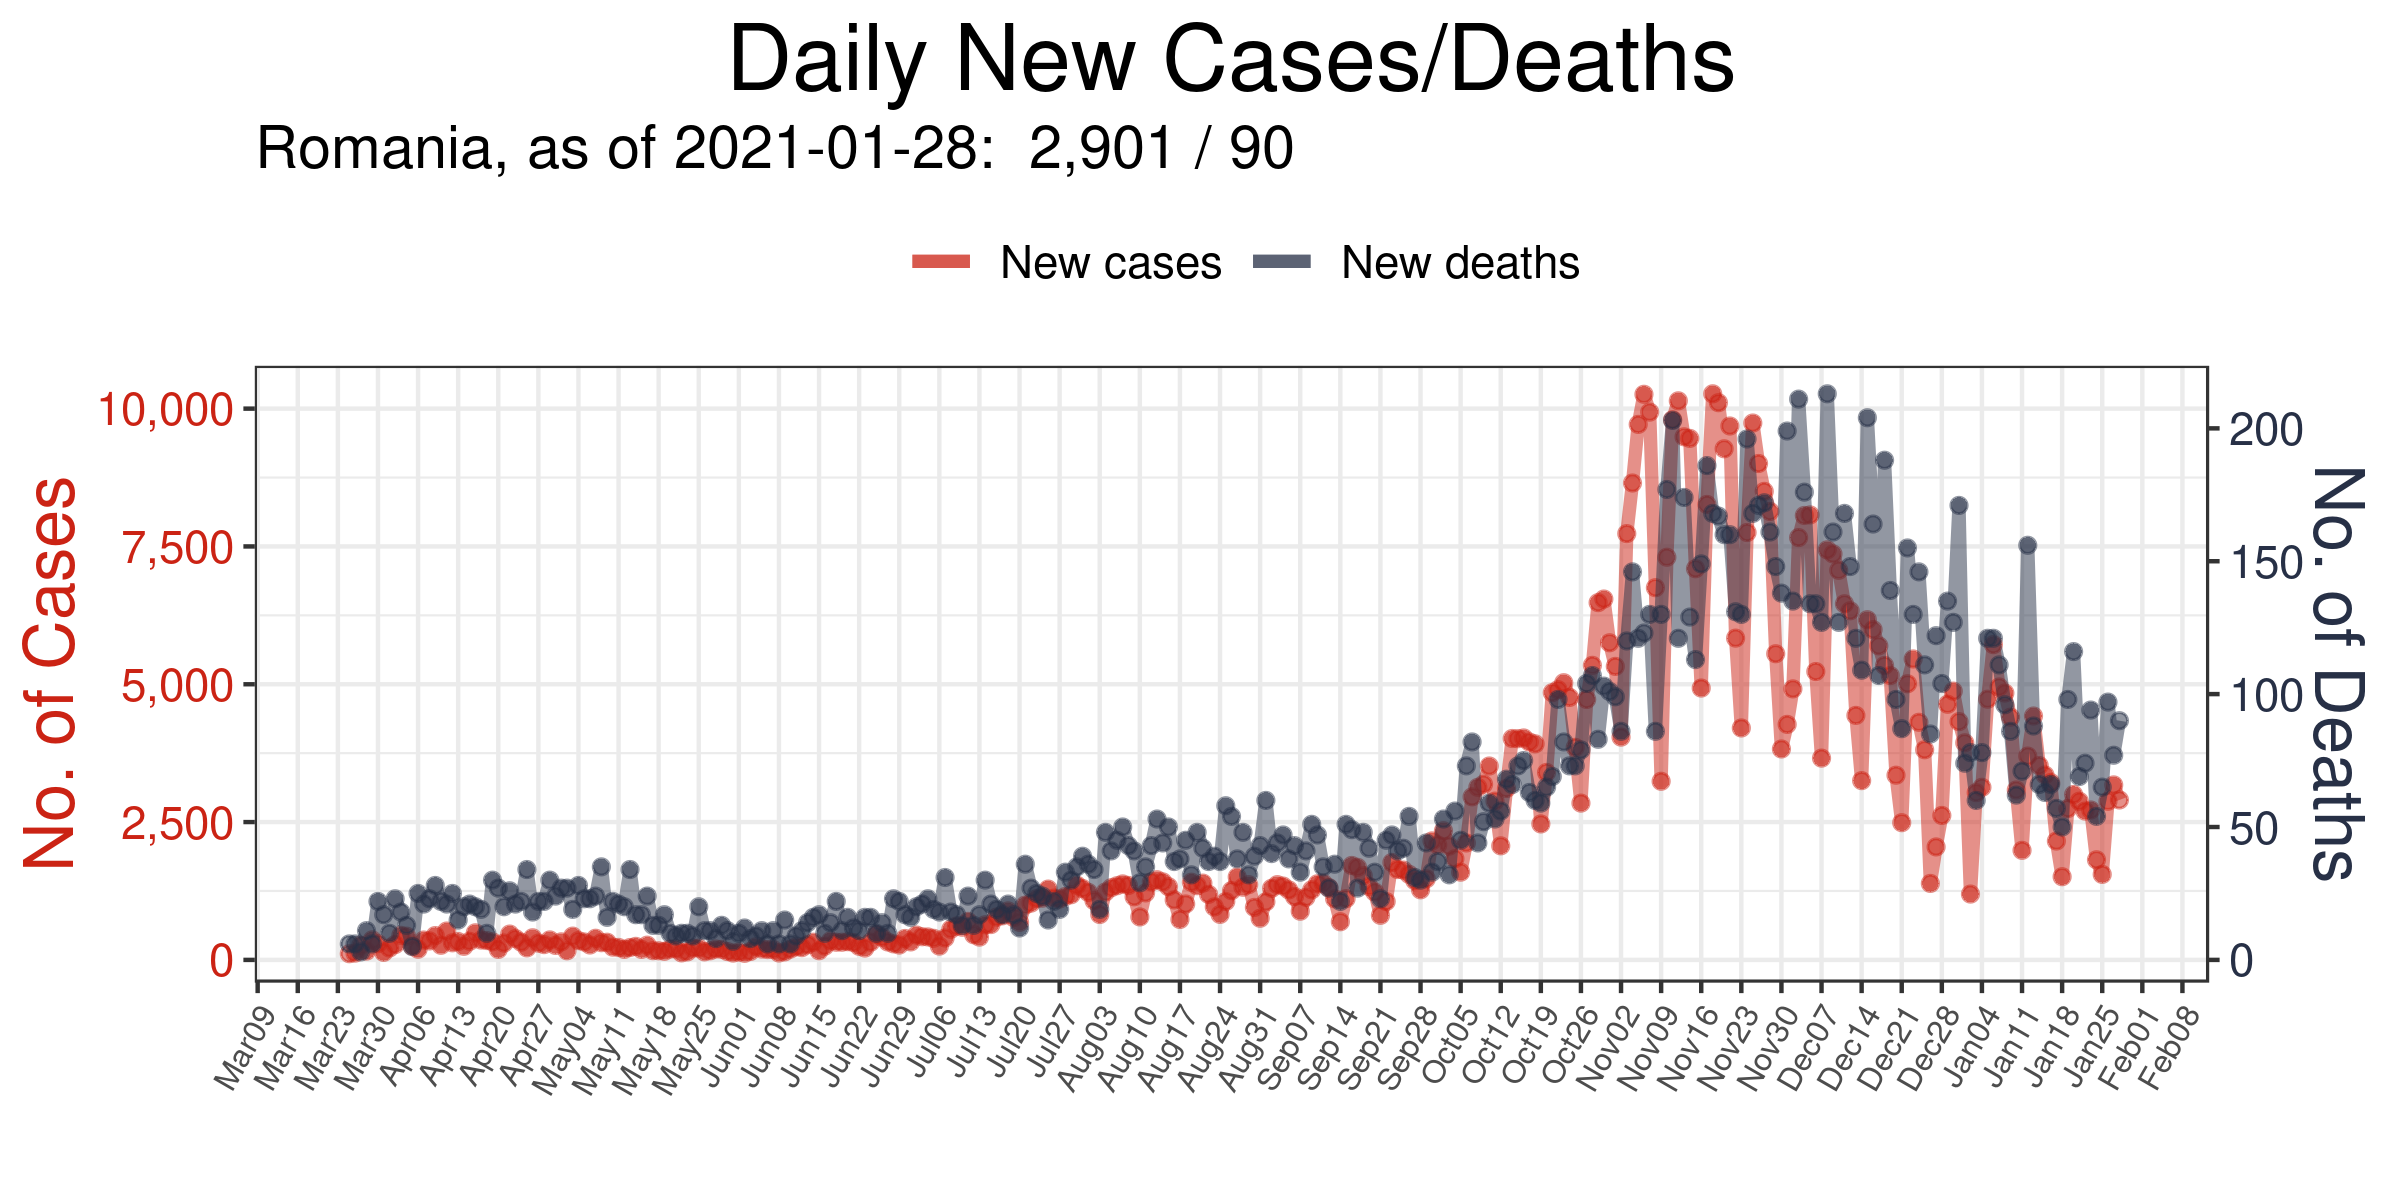 Daily New Cases/Deaths
Romania, as of 2021-01-28:  2,901 / 90
New cases
New deaths
No. of Cases
10,000
7,500
5,000
2,500
0
200
150
100
50
0
No. of Deaths
Mar09
Mar16
Mar23
Mar30
Apr06
Apr13
Apr20
Apr27
May04
May11
May18
May25
Jun01
Jun08
Jun15
Jun22
Jun29
Jul06
Jul13
Jul20
Jul27
Aug03
Aug10
Aug17
Aug24
Aug31
Sep07
Sep14
Sep21
Sep28
Oct05
Oct12
Oct19
Oct26
Nov02
Nov09
Nov16
Nov23
Nov30
Dec07
Dec14
Dec21
Dec28
Jan04
Jan11
Jan18
Jan25
Feb01
Feb08